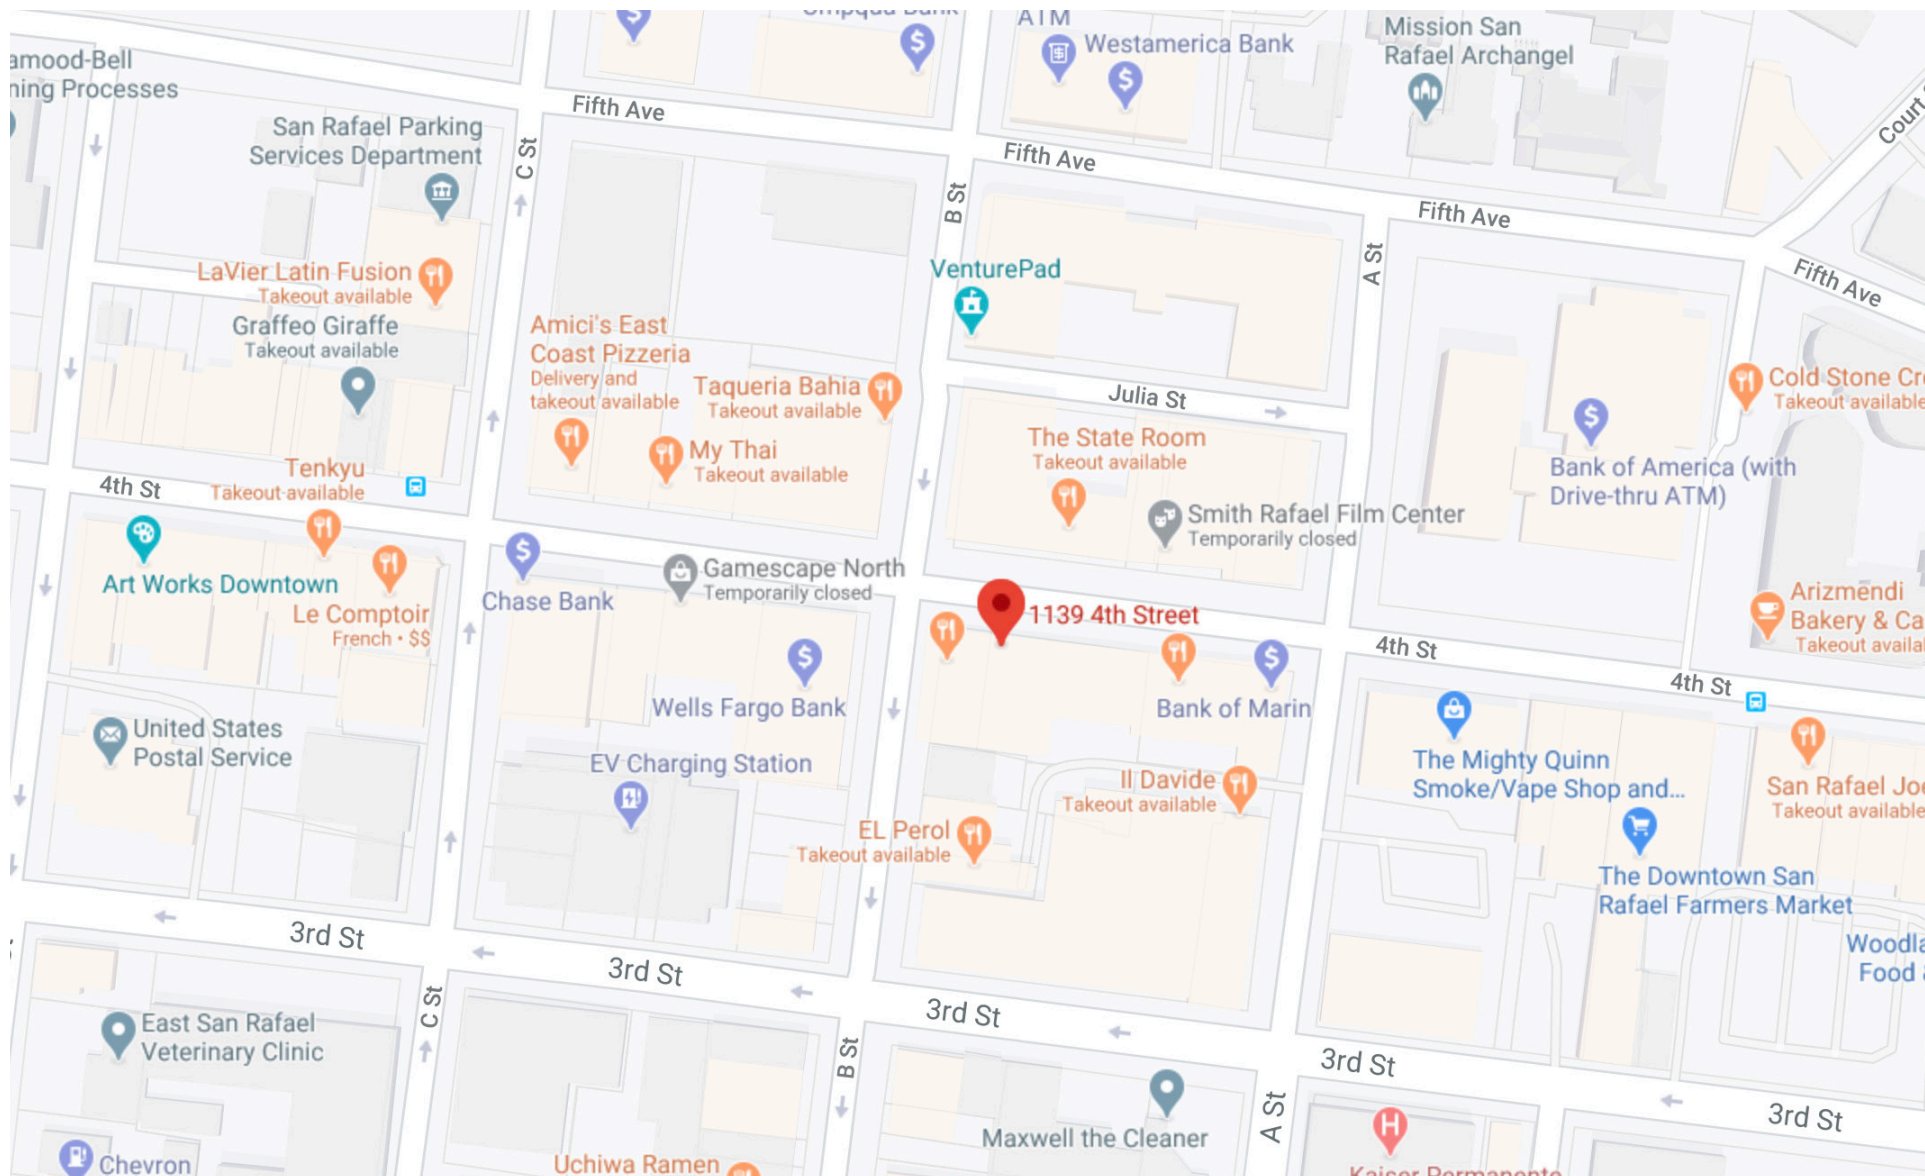 Umpqua Bank
ATM
Westamerica Bank
Mission San
Rafael Archangel
Court
amood-Bell
ning Processes
Fifth Ave
San Rafael Parking
Services Department
C St
Fifth Ave
B St
Fifth Ave
A St
Fifth Ave
LaVier Latin Fusion
Takeout available
VenturePad
Graffeo Giraffe
Takeout available
Amici's East
Coast Pizzeria
Delivery and
takeout available
Taqueria Bahia
Takeout available
Julia St
Cold Stone Cr
Takeout available
My Thai
Takeout available
The State Room
Takeout available
Bank of America (with
Drive-thru ATM)
Tenkyu
Takeout available
4th St
Smith Rafael Film Center
Temporarily closed
Art Works Downtown
Le Comptoir
French • $$
Chase Bank
Gamescape North
Temporarily closed
1139 4th Street
Arizmendi
Bakery & Ca
Takeout availa
4th St
4th St
Wells Fargo Bank
Bank of Marin
United States
Postal Service
EV Charging Station
Il Davide
Takeout available
The Mighty Quinn
Smoke/Vape Shop and...
San Rafael Joe
Takeout available
EL Perol
Takeout available
The Downtown San
Rafael Farmers Market
Woodla
Food
3rd St
3rd St
3rd St
C St
East San Rafael
Veterinary Clinic
B St
3rd St
A St
3rd St
Maxwell the Cleaner
Chevron
Uchiwa Ramen
Kaiser Permanente